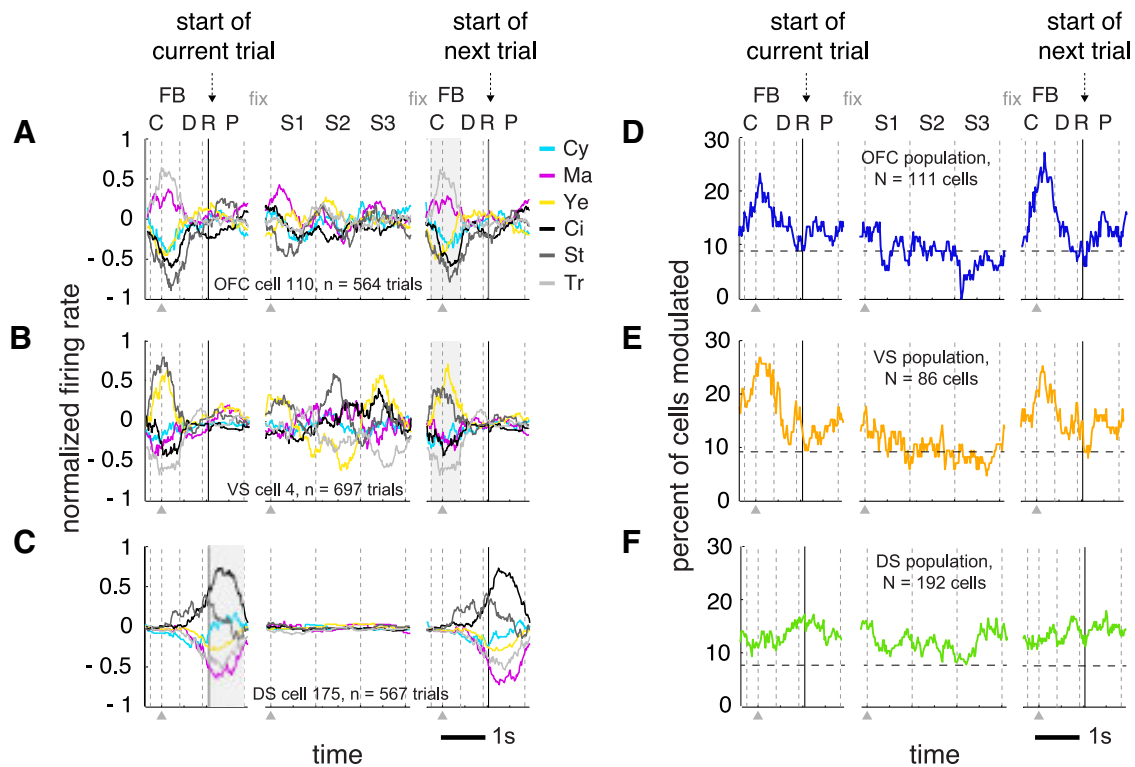 start of
current trial
start of
next trial
start of
current trial
start of
next trial
FB
fix
fix
FB
FB
fix
fix
FB
C D R P
S1 S2 S3
C D R P
C D R P
S1 S2 S3
C D R P
A
1
0.5
0
- 0.5
- 1
OFC cell 110, n = 564 trials
Cy
Ma
Ye
Ci
St
Tr
B
1
0.5
0
- 0.5
- 1
VS cell 4, n = 697 trials
C
1
0.5
0
- 0.5
- 1
DS cell 175, n = 567 trials
normalized firing rate
time
1s
D
30
20
10
0
OFC population,
N = 111 cells
E
30
20
10
0
VS population,
N = 86 cells
F
30
20
10
0
DS population,
N = 192 cells
percent of cells modulated
time
1s